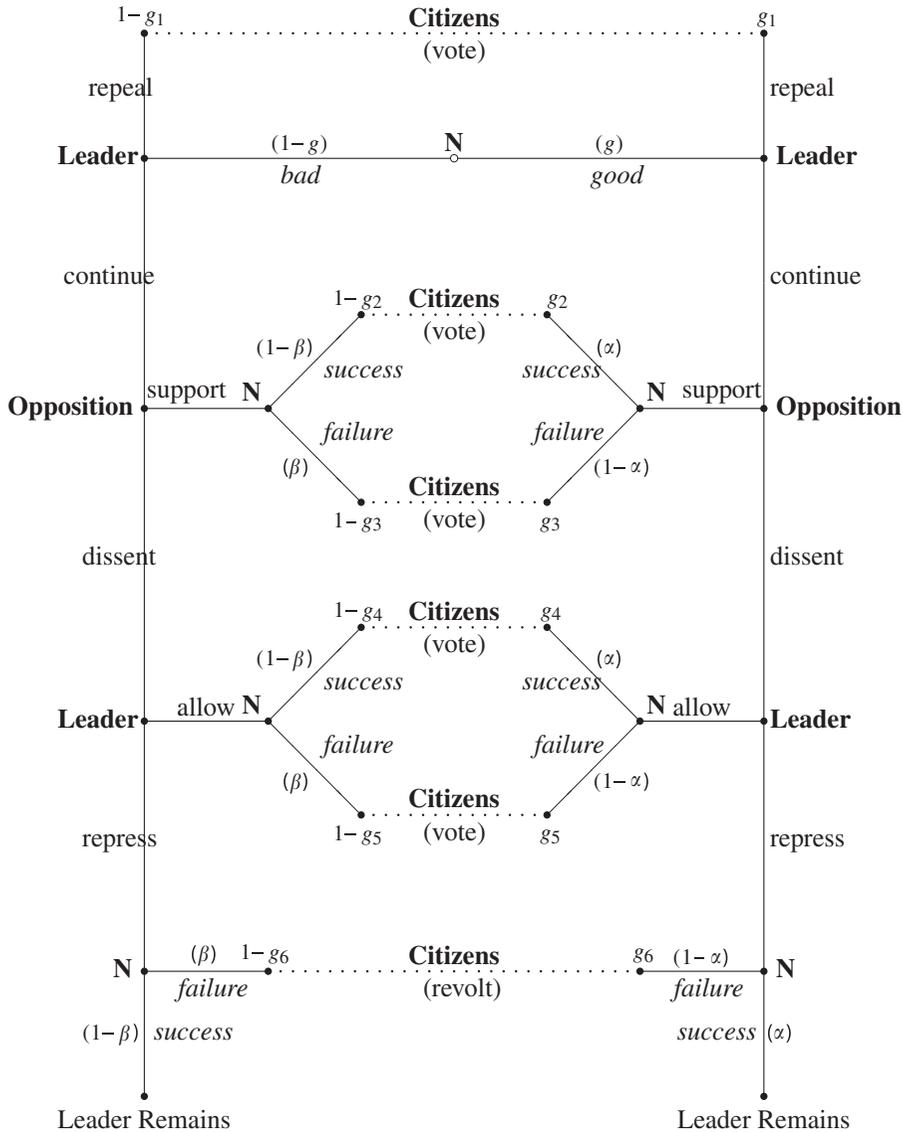 1−g₁ Citizens g₁
(vote)
repeal repeal
Leader (1−g) N (g) Leader
bad good
continue continue
1−g₂ Citizens g₂
(vote)
(1−β) success success (α)
Opposition support N N support Opposition
failure failure
(β) (1−α)
Citizens
1−g₃ (vote) g₃
dissent dissent
1−g₄ Citizens g₄
(vote)
(1−β) success success (α)
Leader allow N N allow Leader
failure failure
(β) (1−α)
Citizens
1−g₅ (vote) g₅
repress repress
N (β) 1−g₆ Citizens g₆ (1−α) N
failure (revolt) failure
(1−β) success success (α)
Leader Remains Leader Remains